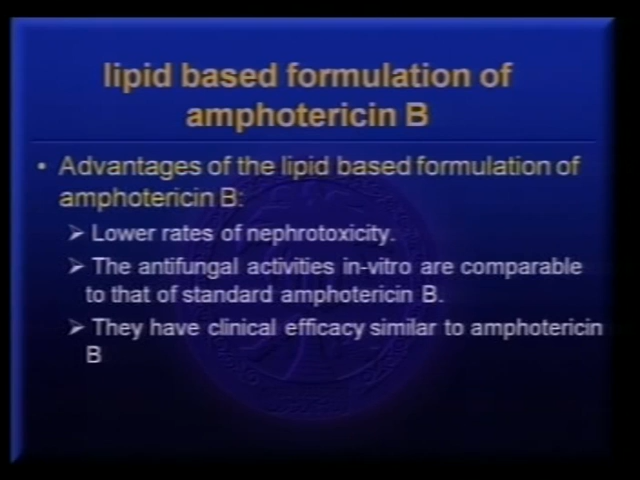 lipid based formulation of
amphotericin B
• Advantages of the lipid based formulation of
amphotericin B:
➢ Lower rates of nephrotoxicity.
➢ The antifungal activities in-vitro are comparable
to that of standard amphotericin B.
➢ They have clinical efficacy similar to amphotericin
B